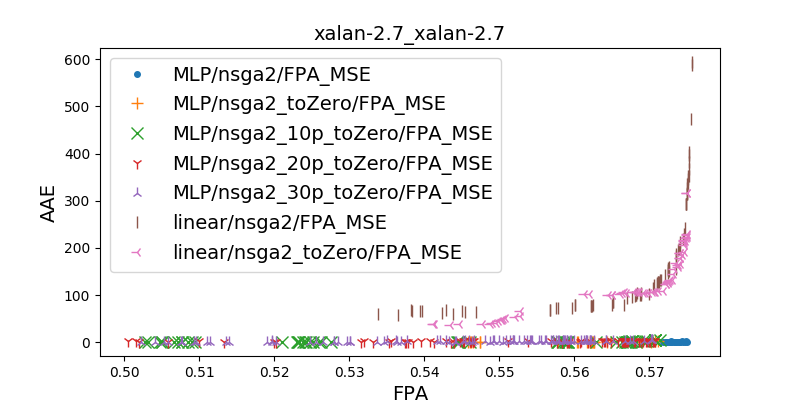 xalan-2.7_xalan-2.7
600
500
400
300
200
100
0
AAE
MLP/nsga2/FPA_MSE
MLP/nsga2_toZero/FPA_MSE
MLP/nsga2_10p_toZero/FPA_MSE
MLP/nsga2_20p_toZero/FPA_MSE
MLP/nsga2_30p_toZero/FPA_MSE
linear/nsga2/FPA_MSE
linear/nsga2_toZero/FPA_MSE
0.50 0.51 0.52 0.53 0.54 0.55 0.56 0.57
FPA